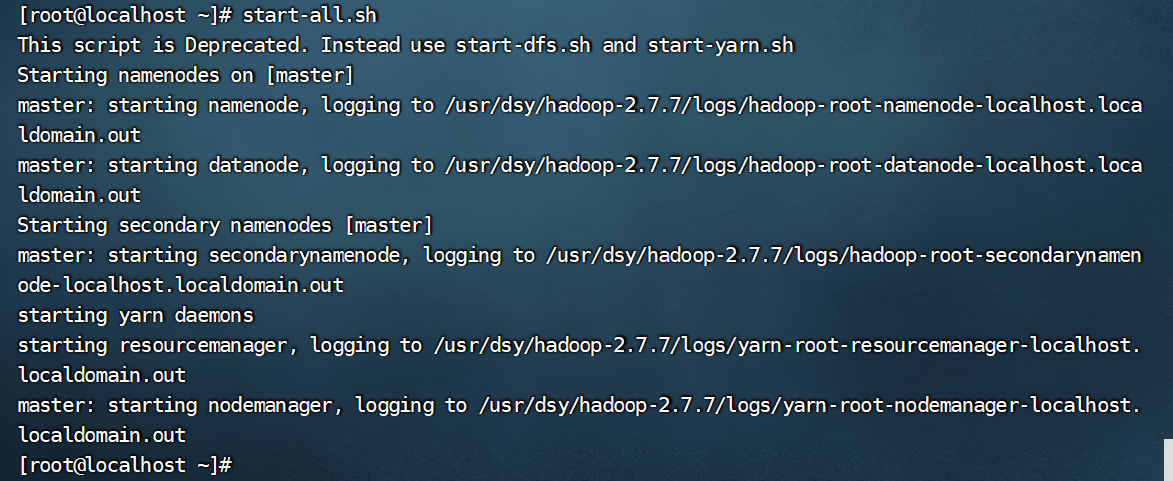 [root@localhost ~]# start-all.sh
This script is Deprecated. Instead use start-dfs.sh and start-yarn.sh
Starting namenodes on [master]
master: starting namenode, logging to /usr/dsy/hadoop-2.7.7/logs/hadoop-root-namenode-localhost.loca
ldomain.out
master: starting datanode, logging to /usr/dsy/hadoop-2.7.7/logs/hadoop-root-datanode-localhost.loca
ldomain.out
Starting secondary namenodes [master]
master: starting secondarynamenode, logging to /usr/dsy/hadoop-2.7.7/logs/hadoop-root-secondarynamen
ode-localhost.localdomain.out
starting yarn daemons
starting resourcemanager, logging to /usr/dsy/hadoop-2.7.7/logs/yarn-root-resourcemanager-localhost.
localdomain.out
master: starting nodemanager, logging to /usr/dsy/hadoop-2.7.7/logs/yarn-root-nodemanager-localhost.
localdomain.out
[root@localhost ~]#